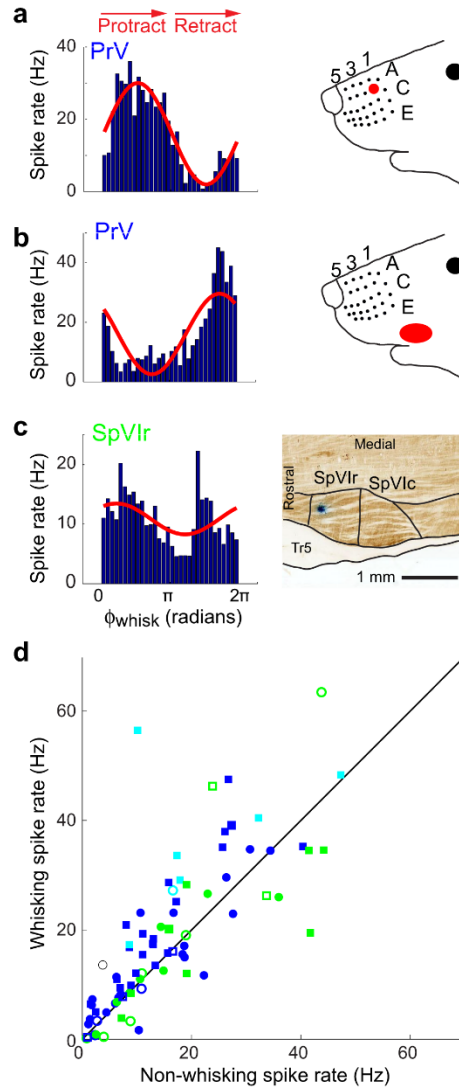 a
Protract Retract
PrV
Spike rate (Hz)
40
20
0
5 3 1 A
C
E
b
PrV
Spike rate (Hz)
40
20
0
5 3 1 A
C
E
c
SpVIr
Spike rate (Hz)
20
10
0
0 π 2π
ϕwhisk (radians)
Medial
Rostral
SpVIr
SpVIc
Tr5
1 mm
d
Whisking spike rate (Hz)
60
40
20
0
0 20 40 60
Non-whisking spike rate (Hz)